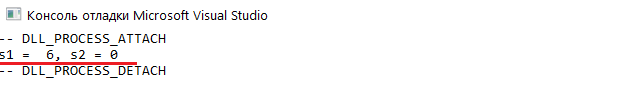 Консоль отладки Microsoft Visual Studio
-- DLL_PROCESS_ATTACH
s1 =  6, s2 = 0
-- DLL_PROCESS_DETACH